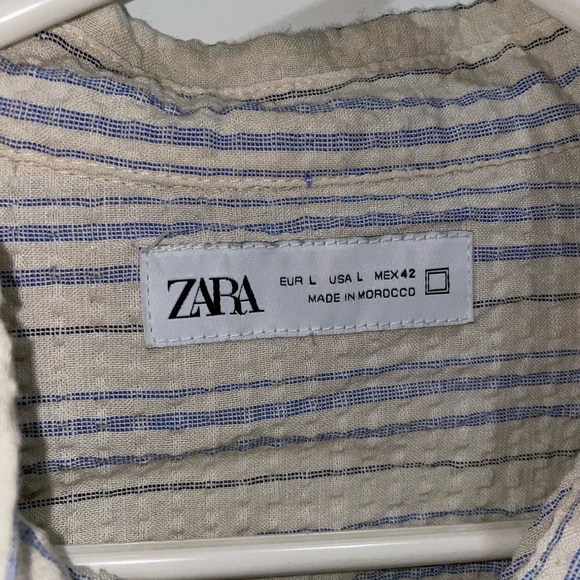 ZARA
EUR L USA L MEX 42
MADE IN MOROCCO